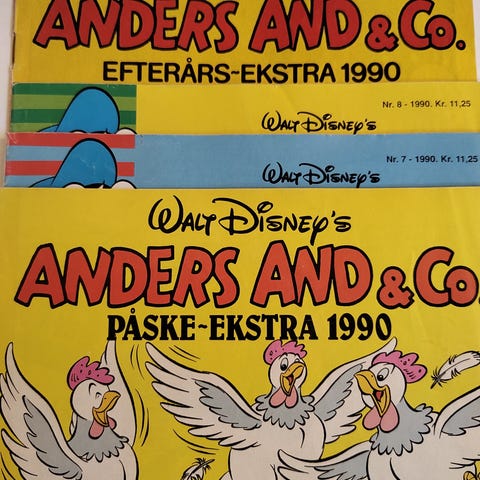 ANDERS AND & Co.
EFTERÅRS-EKSTRA 1990
Nr. 8 - 1990. Kr. 11,25
WALT DISNEY'S
Nr. 7 - 1990. Kr. 11,25
WALT DISNEY'S
WALT DISNEY'S
ANDERS AND & Co.
PÅSKE-EKSTRA 1990